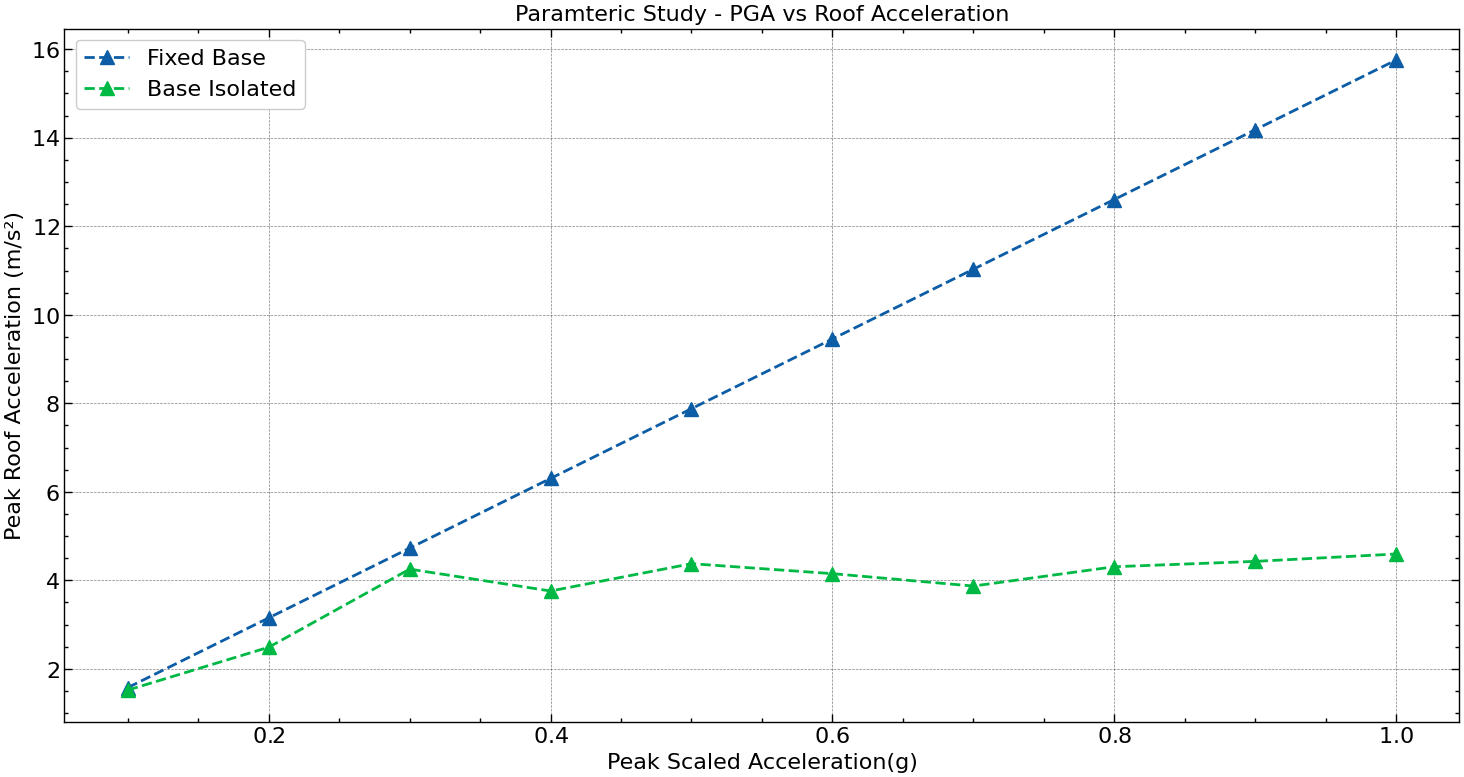 Paramteric Study - PGA vs Roof Acceleration
Fixed Base
Base Isolated
Peak Roof Acceleration (m/s²)
16
14
12
10
8
6
4
2
0.2
0.4
0.6
0.8
1.0
Peak Scaled Acceleration(g)